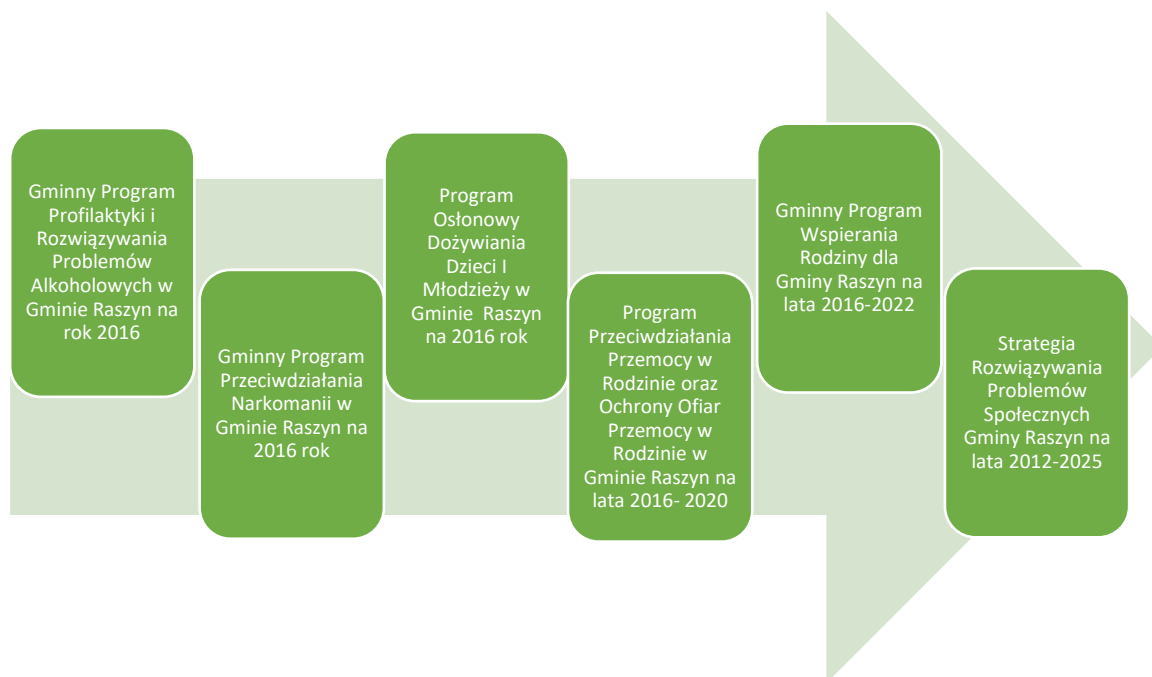 Gminny Program
Profilaktyki i
Rozwiązywania
Problemów
Alkoholowych w
Gminie Raszyn na
rok 2016
Gminny Program
Przeciwdziałania
Narkomanii w
Gminie Raszyn na
2016 rok
Program
Osłonowy
Dożywiania
Dzieci I
Młodzieży w
Gminie  Raszyn
na 2016 rok
Program
Przeciwdziałania
Przemocy w
Rodzinie oraz
Ochrony Ofiar
Przemocy w
Rodzinie w
Gminie Raszyn na
lata 2016- 2020
Gminny Program
Wspierania
Rodziny dla
Gminy Raszyn na
lata 2016-2022
Strategia
Rozwiązywania
Problemów
Społecznych
Gminy Raszyn na
lata 2012-2025